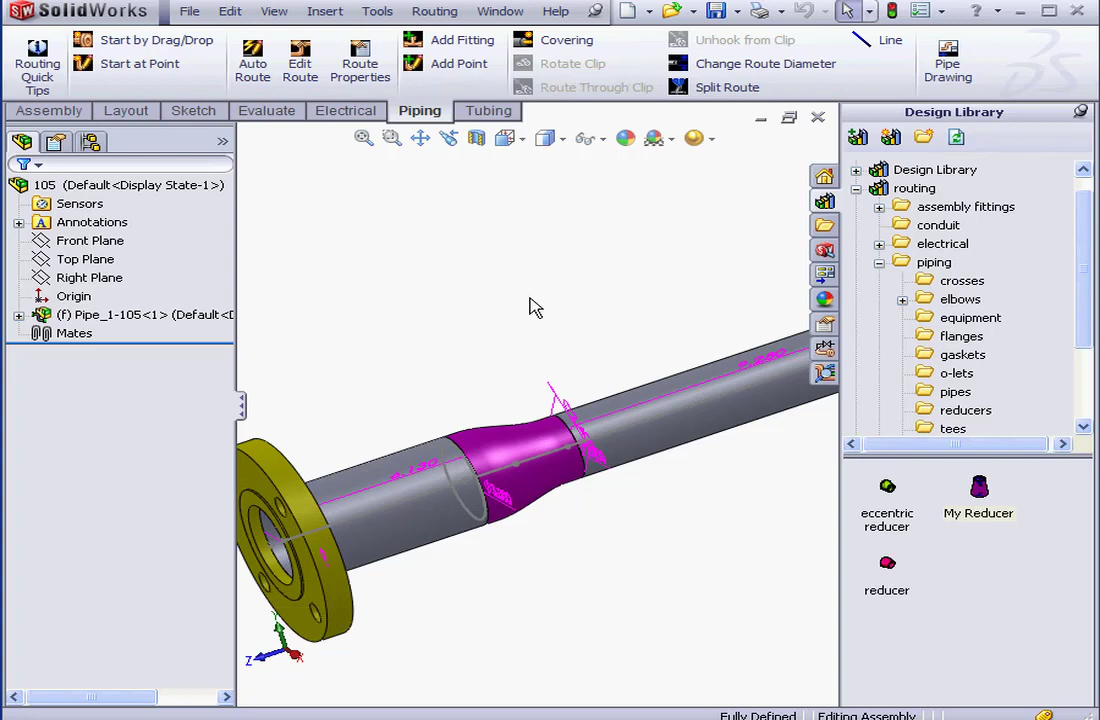 SolidWorks
File Edit View Insert Tools Routing Window Help
Routing Quick Tips
Start by Drag/Drop
Start at Point
Auto Route
Edit Route
Route Properties
Add Fitting
Add Point
Covering
Rotate Clip
Route Through Clip
Unhook from Clip
Change Route Diameter
Split Route
Line
Pipe Drawing
Assembly Layout Sketch Evaluate Electrical Piping Tubing
105 (Default<Display State-1>)
Sensors
Annotations
Front Plane
Top Plane
Right Plane
Origin
(f) Pipe_1-105<1> (Default<D
Mates
Design Library
Design Library
routing
assembly fittings
conduit
electrical
piping
crosses
elbows
equipment
flanges
gaskets
o-lets
pipes
reducers
tees
eccentric reducer
My Reducer
reducer
Z
X
Fully Defined Editing Assembly